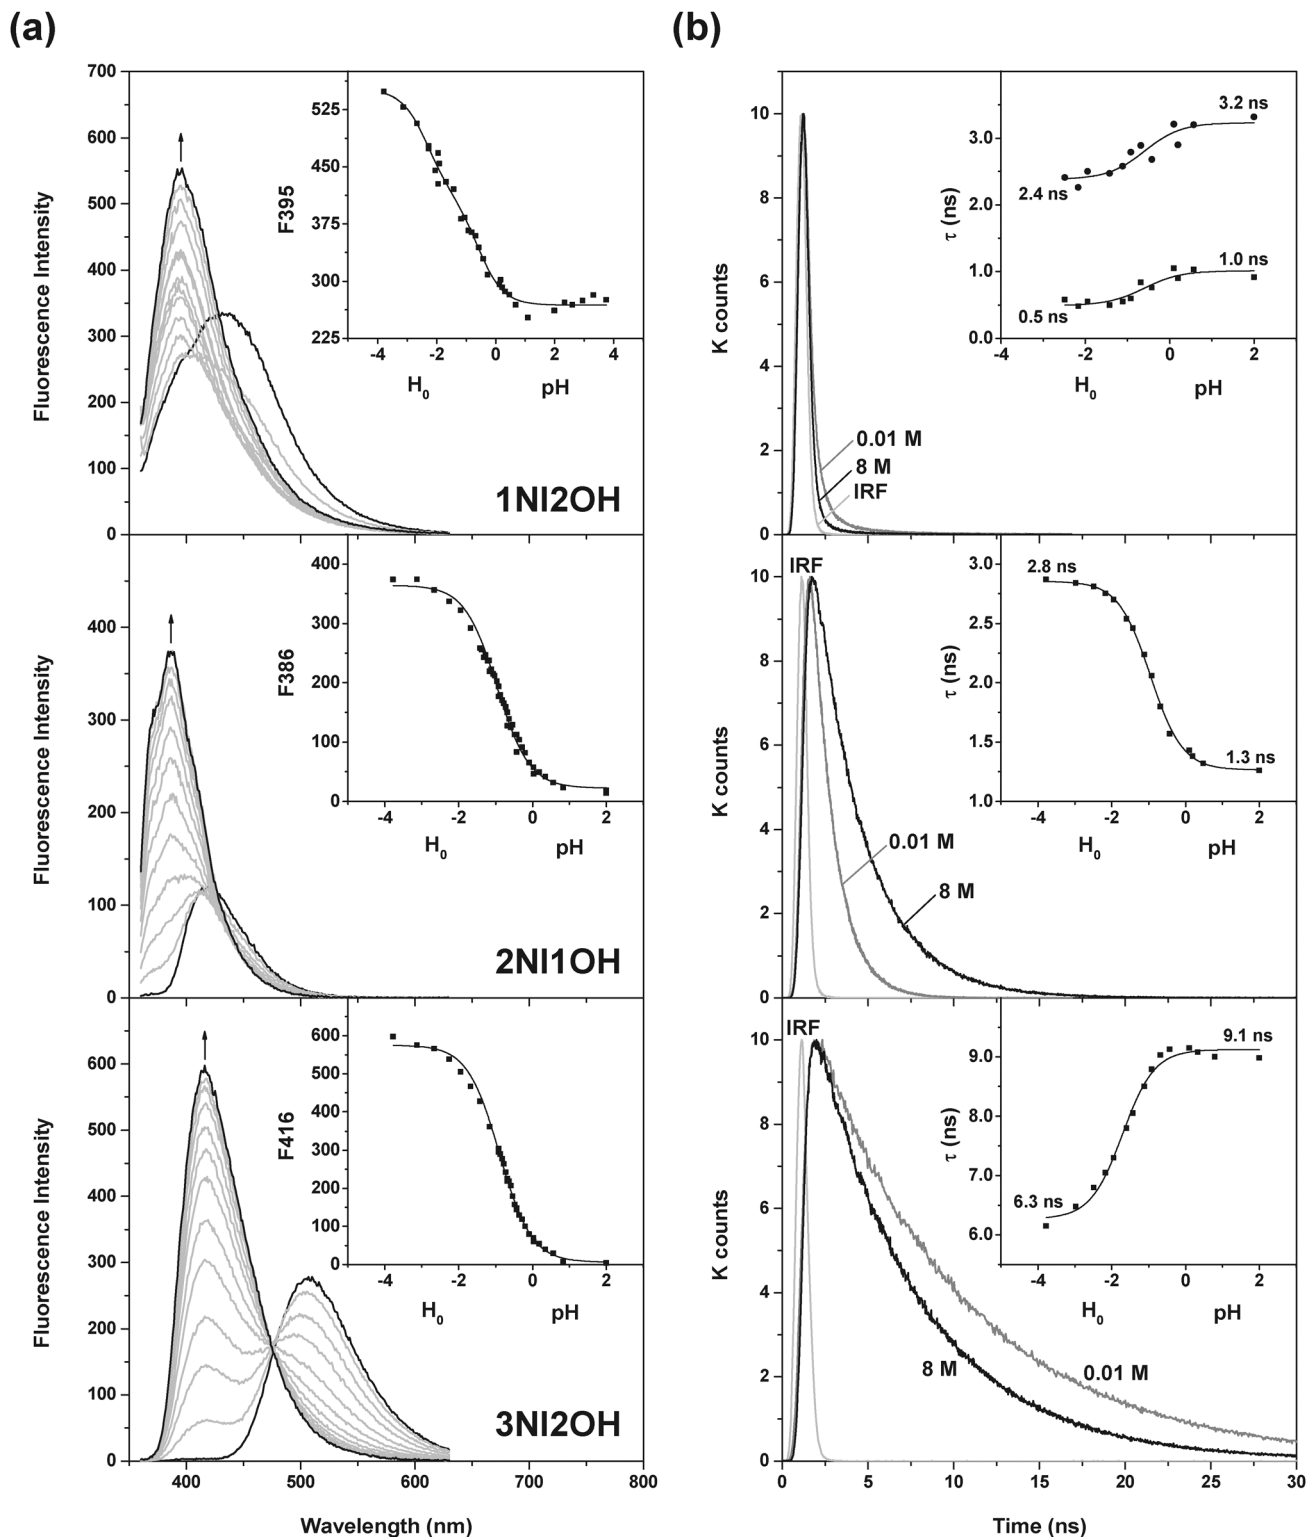 (a)
(b)
700
600
500
400
300
200
100
0
Fluorescence Intensity
525
450
375
300
225
F395
-4 -2 0 2 4
H0 pH
1NI2OH
10
8
6
4
2
0
K counts
3.0
2.0
1.0
0.0
τ (ns)
3.2 ns
2.4 ns
1.0 ns
0.5 ns
-4 -2 0 2
H0 pH
0.01 M
8 M
IRF
400
300
200
100
0
Fluorescence Intensity
400
300
200
100
0
F386
-4 -2 0 2
H0 pH
2NI1OH
10
8
6
4
2
0
K counts
IRF
3.0
2.5
2.0
1.5
1.0
τ (ns)
2.8 ns
1.3 ns
-4 -2 0 2
H0 pH
0.01 M
8 M
600
500
400
300
200
100
0
Fluorescence Intensity
600
500
400
300
200
100
0
F416
-4 -2 0 2
H0 pH
3NI2OH
400 500 600 700 800
Wavelength (nm)
10
8
6
4
2
0
K counts
IRF
9.0
8.0
7.0
6.0
τ (ns)
9.1 ns
6.3 ns
-4 -2 0 2
H0 pH
8 M
0.01 M
0 5 10 15 20 25 30
Time (ns)